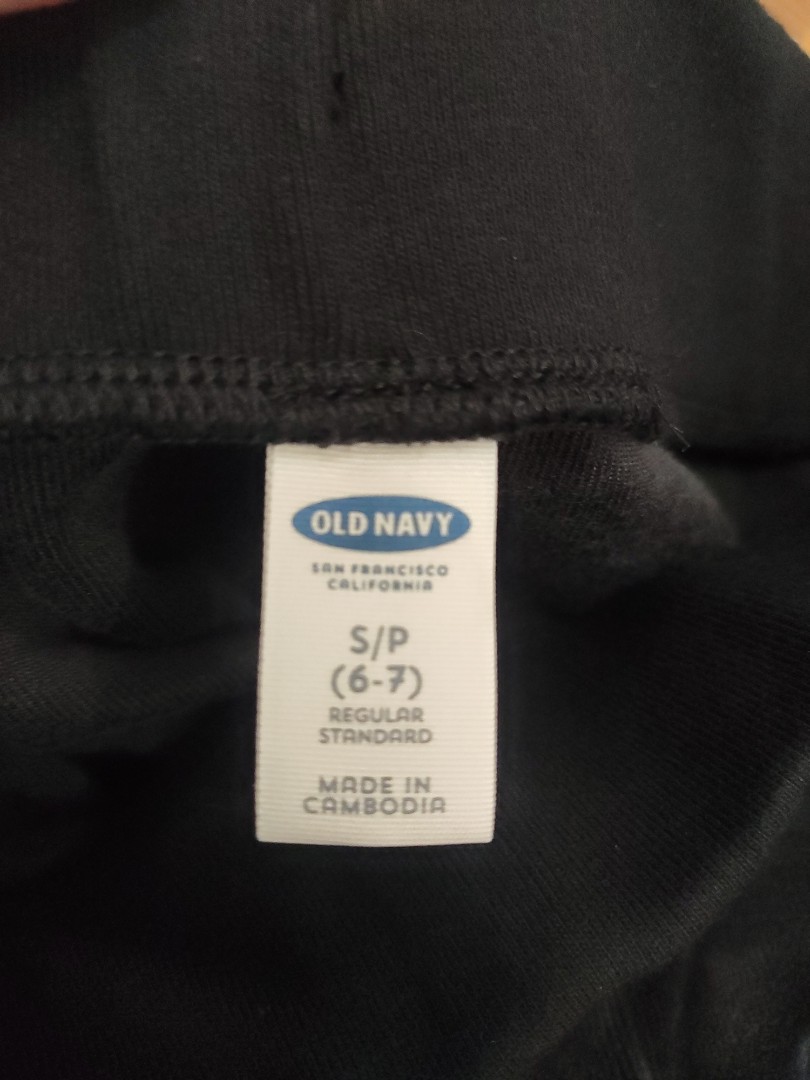 OLD NAVY
SAN FRANCISCO
CALIFORNIA
S/P
(6-7)
REGULAR
STANDARD
MADE IN
CAMBODIA